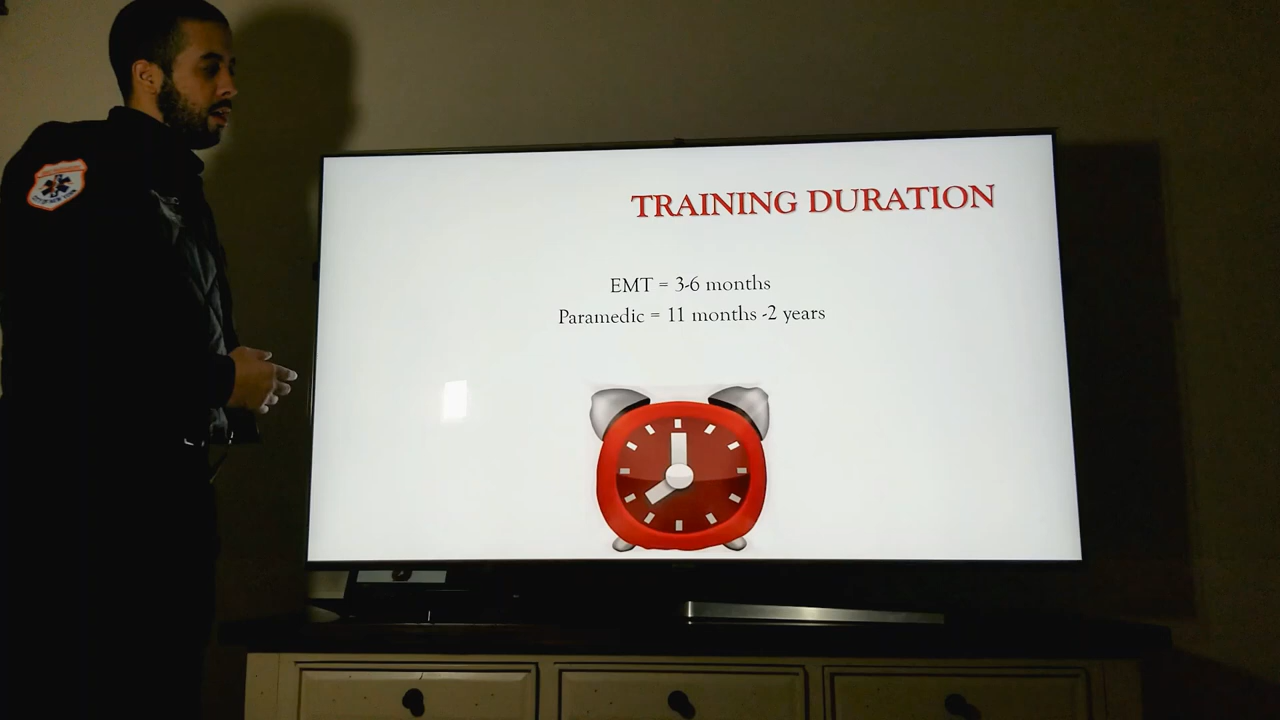 TRAINING DURATION
EMT = 3-6 months
Paramedic = 11 months -2 years